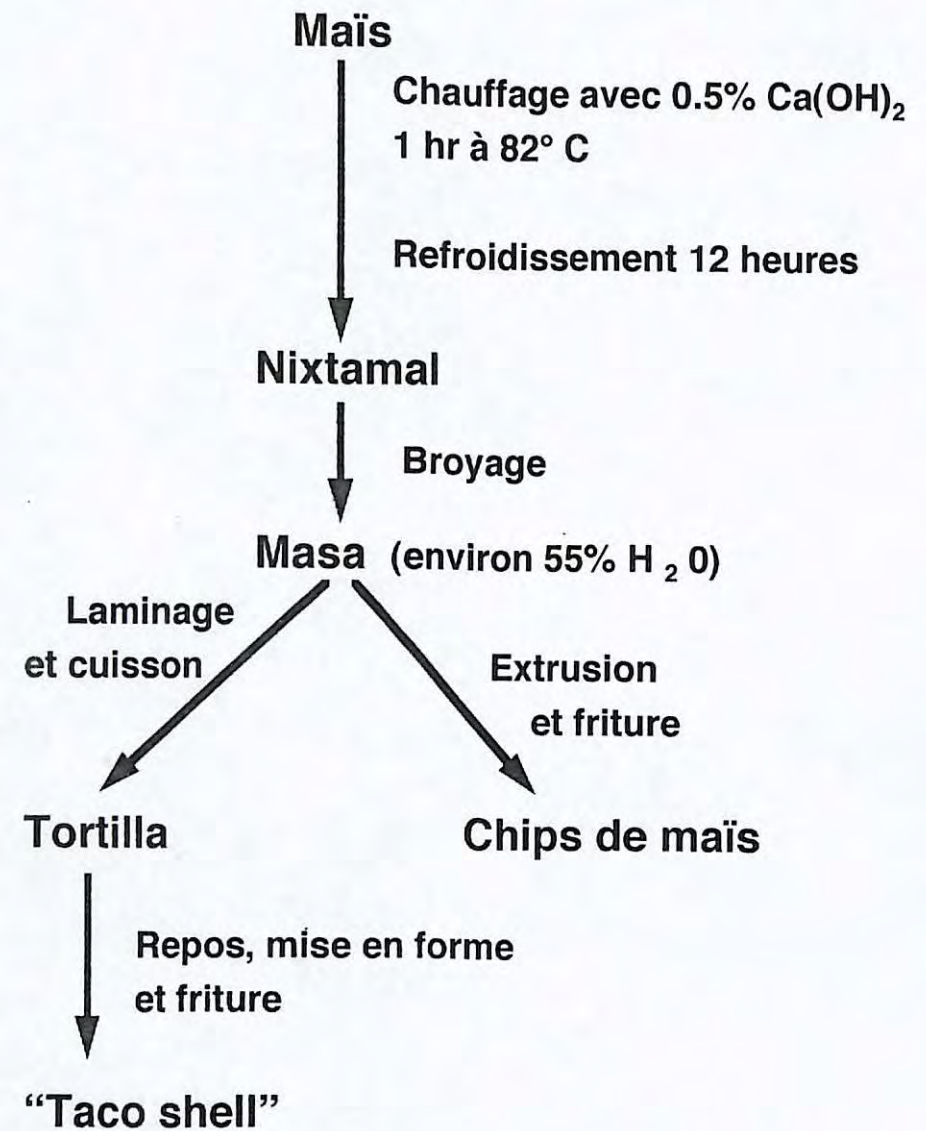 Maïs
Chauffage avec 0.5% Ca(OH)₂
1 hr à 82° C
Refroidissement 12 heures
Nixtamal
Broyage
Masa (environ 55% H ₂ 0)
Laminage
et cuisson
Extrusion
et friture
Tortilla
Chips de maïs
Repos, mise en forme
et friture
“Taco shell”